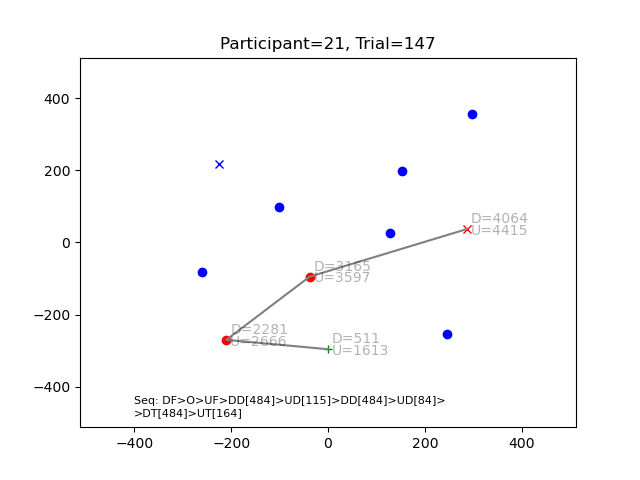 Participant=21, Trial=147
400
200
0
−200
−400
D=4064
U=4415
D=3165
U=3597
D=2281
U=2666
D=511
U=1613
Seq: DF>O>UF>DD[484]>UD[115]>DD[484]>UD[84]>
>DT[484]>UT[164]
−400
−200
0
200
400